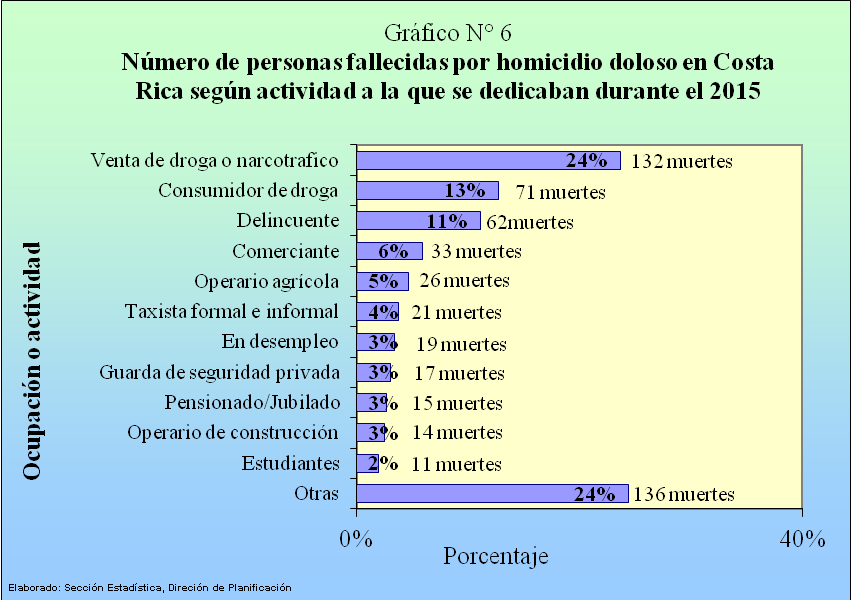 Gráfico N° 6
Número de personas fallecidas por homicidio doloso en Costa
Rica según actividad a la que se dedicaban durante el 2015
Ocupación o actividad
Venta de droga o narcotrafico 24% 132 muertes
Consumidor de droga 13% 71 muertes
Delincuente 11% 62muertes
Comerciante 6% 33 muertes
Operario agrícola 5% 26 muertes
Taxista formal e informal 4% 21 muertes
En desempleo 3% 19 muertes
Guarda de seguridad privada 3% 17 muertes
Pensionado/Jubilado 3% 15 muertes
Operario de construcción 3% 14 muertes
Estudiantes 2% 11 muertes
Otras 24% 136 muertes
0% 40%
Porcentaje
Elaborado: Sección Estadística, Direción de Planificación